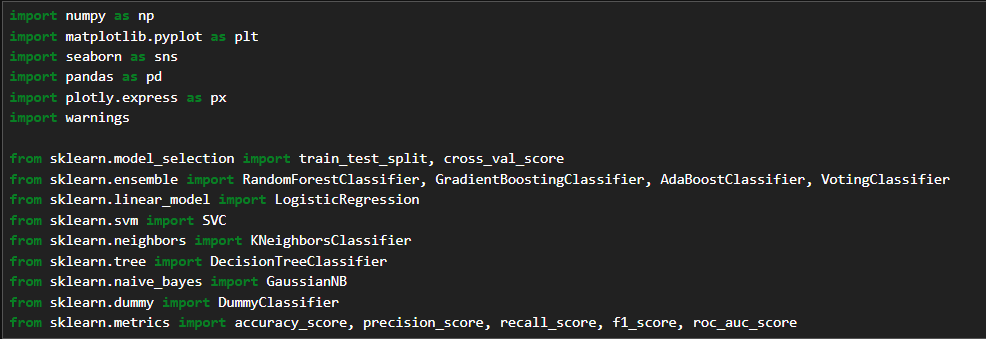 import numpy as np
import matplotlib.pyplot as plt
import seaborn as sns
import pandas as pd
import plotly.express as px
import warnings
from sklearn.model_selection import train_test_split, cross_val_score
from sklearn.ensemble import RandomForestClassifier, GradientBoostingClassifier, AdaBoostClassifier, VotingClassifier
from sklearn.linear_model import LogisticRegression
from sklearn.svm import SVC
from sklearn.neighbors import KNeighborsClassifier
from sklearn.tree import DecisionTreeClassifier
from sklearn.naive_bayes import GaussianNB
from sklearn.dummy import DummyClassifier
from sklearn.metrics import accuracy_score, precision_score, recall_score, f1_score, roc_auc_score